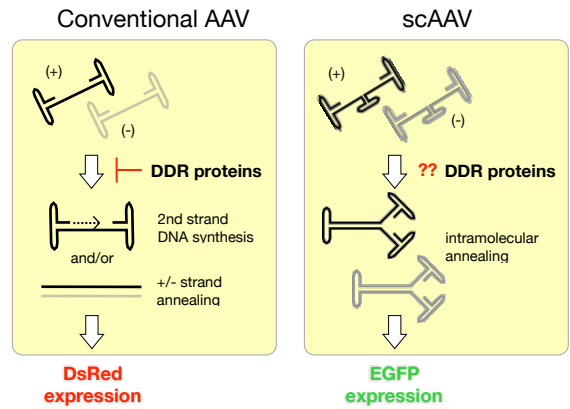 Conventional AAV
(+)
(-)
DDR proteins
2nd strand
DNA synthesis
and/or
+/- strand
annealing
DsRed
expression
scAAV
(+)
(-)
?? DDR proteins
intramolecular
annealing
EGFP
expression